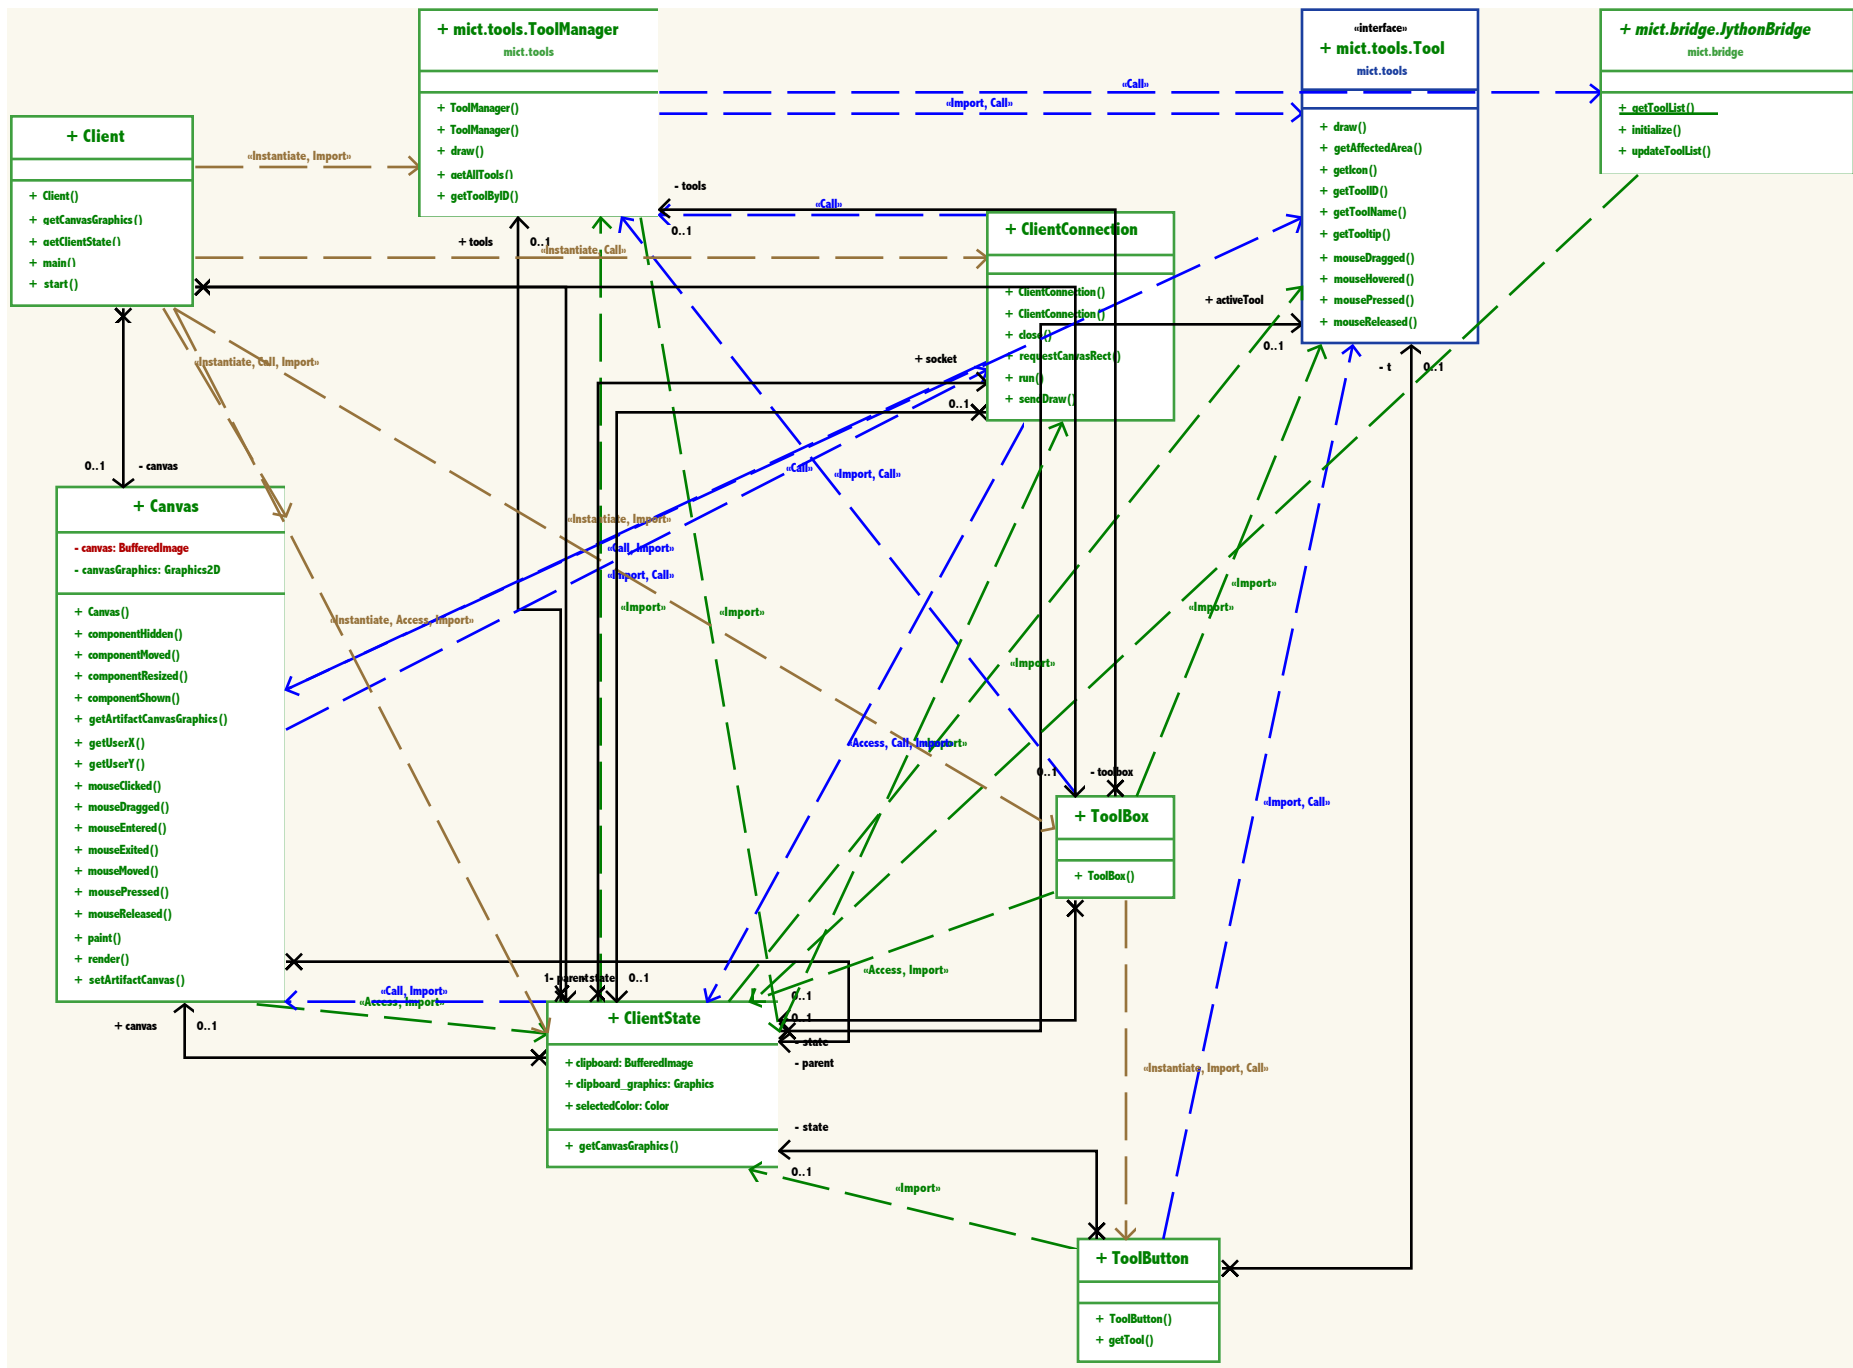 + mict.tools.ToolManager
mict.tools
+ ToolManager()
+ ToolManager()
+ draw()
+ getAllTools()
+ getToolByID()
«interface»
+ mict.tools.Tool
mict.tools
+ draw()
+ getAffectedArea()
+ getIcon()
+ getToolID()
+ getToolName()
+ getTooltip()
+ mouseDragged()
+ mouseHovered()
+ mousePressed()
+ mouseReleased()
+ mict.bridge.JythonBridge
mict.bridge
+ getToolList()
+ initialize()
+ updateToolList()
«Call»
«Import, Call»
+ Client
+ Client()
+ getCanvasGraphics()
+ getClientState()
+ main()
+ start()
«Instantiate, Import»
- tools
«Call»
0..1
+ tools
0..1
«Instantiate, Call»
+ ClientConnection
+ ClientConnection()
+ ClientConnection()
+ close()
+ requestCanvasRect()
+ run()
+ sendDraw()
+ activeTool
0..1
- t
0..1
+ socket
0..1
«Instantiate, Call, Import»
0..1
- canvas
«Call»
«Import, Call»
«Instantiate, Import»
«Call, Import»
«Import, Call»
«Import»
«Import»
«Import»
«Import»
«Import»
«Instantiate, Access, Import»
+ Canvas
- canvas: BufferedImage
- canvasGraphics: Graphics2D
+ Canvas()
+ componentHidden()
+ componentMoved()
+ componentResized()
+ componentShown()
+ getArtifactCanvasGraphics()
+ getUserX()
+ getUserY()
+ mouseClicked()
+ mouseDragged()
+ mouseEntered()
+ mouseExited()
+ mouseMoved()
+ mousePressed()
+ mouseReleased()
+ paint()
+ render()
+ setArtifactCanvas()
«Access, Call, Import»
«Import»
0..1
- toolbox
«Import, Call»
+ ToolBox
+ ToolBox()
«Access, Import»
1
- parent
- state
0..1
«Call, Import»
«Access, Import»
+ canvas
0..1
0..1
0..1
- state
- parent
+ ClientState
+ clipboard: BufferedImage
+ clipboard_graphics: Graphics
+ selectedColor: Color
+ getCanvasGraphics()
«Instantiate, Import, Call»
- state
0..1
«Import»
+ ToolButton
+ ToolButton()
+ getTool()